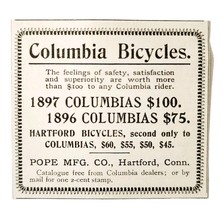 Columbia Bicycles.
The feelings of safety, satisfaction
and superiority are worth more
than $100 to any Columbia rider.
1897 COLUMBIAS $100.
1896 COLUMBIAS $75.
HARTFORD BICYCLES, second only to
COLUMBIAS, $60, $55, $50, $45.
POPE MFG. CO., Hartford, Conn.
Catalogue free from Columbia dealers; or by
mail for one 2-cent stamp.